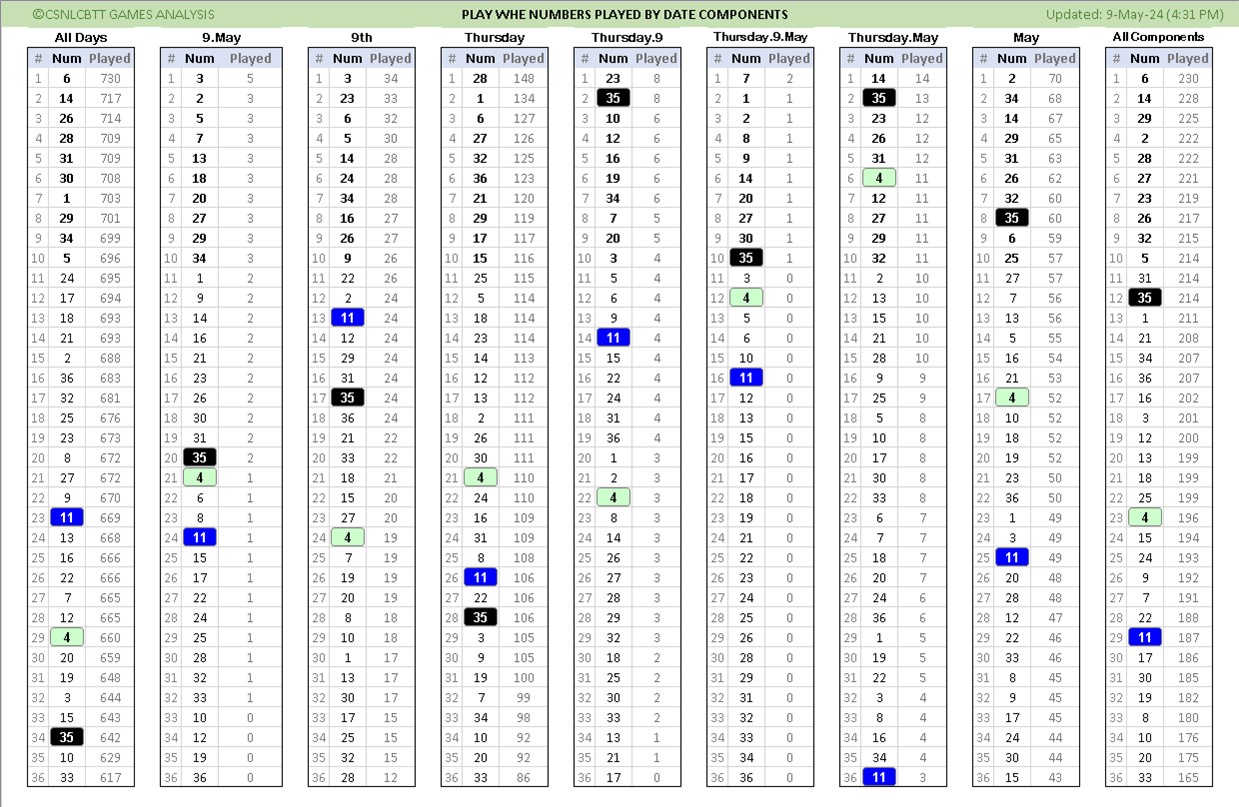 ©CSNLCBTT GAMES ANALYSIS PLAY WHE NUMBERS PLAYED BY DATE COMPONENTS Updated: 9-May-24 (4:31 PM)
All Days 9.May 9th Thursday Thursday.9 Thursday.9.May Thursday.May May All Components
# Num Played # Num Played # Num Played # Num Played # Num Played # Num Played # Num Played # Num Played # Num Played
1 6 730 1 3 5 1 3 34 1 28 148 1 23 8 1 7 2 1 14 14 1 2 70 1 6 230
2 14 717 2 2 3 2 23 33 2 1 134 2 35 8 2 1 1 2 35 13 2 34 68 2 14 228
3 26 714 3 5 3 3 6 32 3 6 127 3 10 6 3 2 1 3 23 12 3 14 67 3 29 225
4 28 709 4 7 3 4 5 30 4 27 126 4 12 6 4 8 1 4 26 12 4 29 65 4 2 222
5 31 709 5 13 3 5 14 28 5 32 125 5 16 6 5 9 1 5 31 12 5 31 63 5 28 222
6 30 708 6 18 3 6 24 28 6 36 123 6 19 6 6 14 1 6 4 11 6 26 62 6 27 221
7 1 703 7 20 3 7 34 28 7 21 120 7 34 6 7 20 1 7 12 11 7 32 60 7 23 219
8 29 701 8 27 3 8 16 27 8 29 119 8 7 5 8 27 1 8 27 11 8 35 60 8 26 217
9 34 699 9 29 3 9 26 27 9 17 117 9 20 5 9 30 1 9 29 11 9 6 59 9 32 215
10 5 696 10 34 3 10 9 26 10 15 116 10 3 4 10 35 1 10 32 11 10 25 57 10 5 214
11 24 695 11 1 2 11 22 26 11 25 115 11 5 4 11 3 0 11 2 10 11 27 57 11 31 214
12 17 694 12 9 2 12 2 24 12 5 114 12 6 4 12 4 0 12 13 10 12 7 56 12 35 214
13 18 693 13 14 2 13 11 24 13 18 114 13 9 4 13 5 0 13 15 10 13 13 56 13 1 211
14 21 693 14 16 2 14 12 24 14 23 114 14 11 4 14 6 0 14 21 10 14 5 55 14 21 208
15 2 688 15 21 2 15 29 24 15 14 113 15 15 4 15 10 0 15 28 10 15 16 54 15 34 207
16 36 683 16 23 2 16 31 24 16 12 112 16 22 4 16 11 0 16 9 9 16 21 53 16 36 207
17 32 681 17 26 2 17 35 24 17 13 112 17 24 4 17 12 0 17 25 9 17 4 52 17 16 202
18 25 676 18 30 2 18 36 24 18 2 111 18 31 4 18 13 0 18 5 8 18 10 52 18 3 201
19 23 673 19 31 2 19 21 22 19 26 111 19 36 4 19 15 0 19 10 8 19 18 52 19 12 200
20 8 672 20 35 2 20 33 22 20 30 111 20 1 3 20 16 0 20 17 8 20 19 52 20 13 199
21 27 672 21 4 1 21 18 21 21 4 110 21 2 3 21 17 0 21 30 8 21 23 50 21 18 199
22 9 670 22 6 1 22 15 20 22 24 110 22 4 3 22 18 0 22 33 8 22 36 50 22 25 199
23 11 669 23 8 1 23 27 20 23 16 109 23 8 3 23 19 0 23 6 7 23 1 49 23 4 196
24 13 668 24 11 1 24 4 19 24 31 109 24 14 3 24 21 0 24 7 7 24 3 49 24 15 194
25 16 666 25 15 1 25 7 19 25 8 108 25 26 3 25 22 0 25 18 7 25 11 49 25 24 193
26 22 666 26 17 1 26 19 19 26 11 106 26 27 3 26 23 0 26 20 7 26 20 48 26 9 192
27 7 665 27 22 1 27 20 19 27 22 106 27 28 3 27 24 0 27 24 6 27 28 48 27 7 191
28 12 665 28 24 1 28 8 18 28 35 106 28 29 3 28 25 0 28 36 6 28 12 47 28 22 188
29 4 660 29 25 1 29 10 18 29 3 105 29 32 3 29 26 0 29 1 5 29 22 46 29 11 187
30 20 659 30 28 1 30 1 17 30 9 105 30 18 2 30 28 0 30 19 5 30 33 46 30 17 186
31 19 648 31 32 1 31 13 17 31 19 100 31 25 2 31 29 0 31 22 5 31 8 45 31 30 185
32 3 644 32 33 1 32 30 17 32 7 99 32 30 2 32 31 0 32 3 4 32 9 45 32 19 182
33 15 643 33 10 0 33 17 15 33 34 98 33 33 2 33 32 0 33 8 4 33 17 45 33 8 180
34 35 642 34 12 0 34 25 15 34 10 92 34 13 1 34 33 0 34 16 4 34 24 44 34 10 176
35 10 629 35 19 0 35 32 15 35 20 92 35 21 1 35 34 0 35 34 4 35 30 44 35 20 175
36 33 617 36 36 0 36 28 12 36 33 86 36 17 0 36 36 0 36 11 3 36 15 43 36 33 165